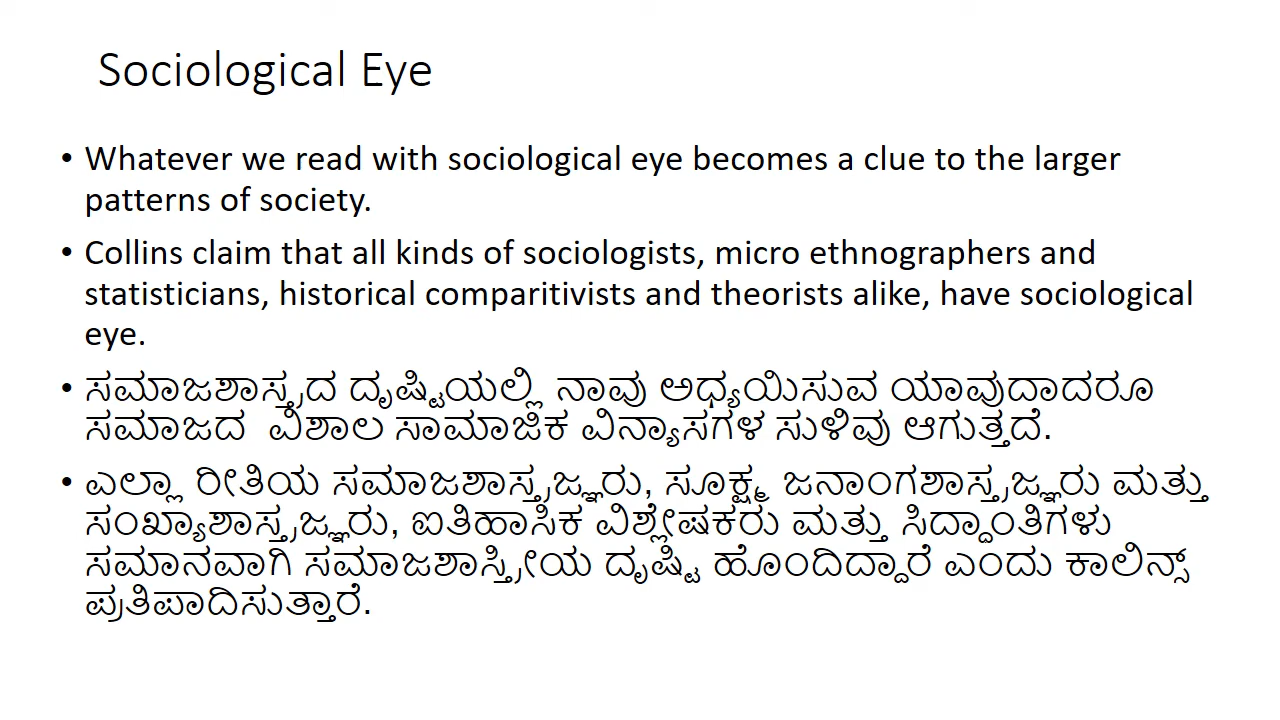 Sociological Eye
• Whatever we read with sociological eye becomes a clue to the larger
patterns of society.
• Collins claim that all kinds of sociologists, micro ethnographers and
statisticians, historical comparitivists and theorists alike, have sociological
eye.
• ಸಮಾಜಶಾಸ್ತ್ರದ ದೃಷ್ಟಿಯಲ್ಲಿ ನಾವು ಅಧ್ಯಯಿಸುವ ಯಾವುದಾದರೂ
ಸಮಾಜದ  ವಿಶಾಲ ಸಾಮಾಜಿಕ ವಿನ್ಯಾಸಗಳ ಸುಳಿವು ಆಗುತ್ತದೆ.
• ಎಲ್ಲಾ ರೀತಿಯ ಸಮಾಜಶಾಸ್ತ್ರಜ್ಞರು, ಸೂಕ್ಷ್ಮ ಜನಾಂಗಶಾಸ್ತ್ರಜ್ಞರು ಮತ್ತು
ಸಂಖ್ಯಾಶಾಸ್ತ್ರಜ್ಞರು, ಐತಿಹಾಸಿಕ ವಿಶ್ಲೇಷಕರು ಮತ್ತು ಸಿದ್ಧಾಂತಿಗಳು
ಸಮಾನವಾಗಿ ಸಮಾಜಶಾಸ್ತ್ರೀಯ ದೃಷ್ಟಿ ಹೊಂದಿದ್ದಾರೆ ಎಂದು ಕಾಲಿನ್ಸ್
ಪ್ರತಿಪಾದಿಸುತ್ತಾರೆ.